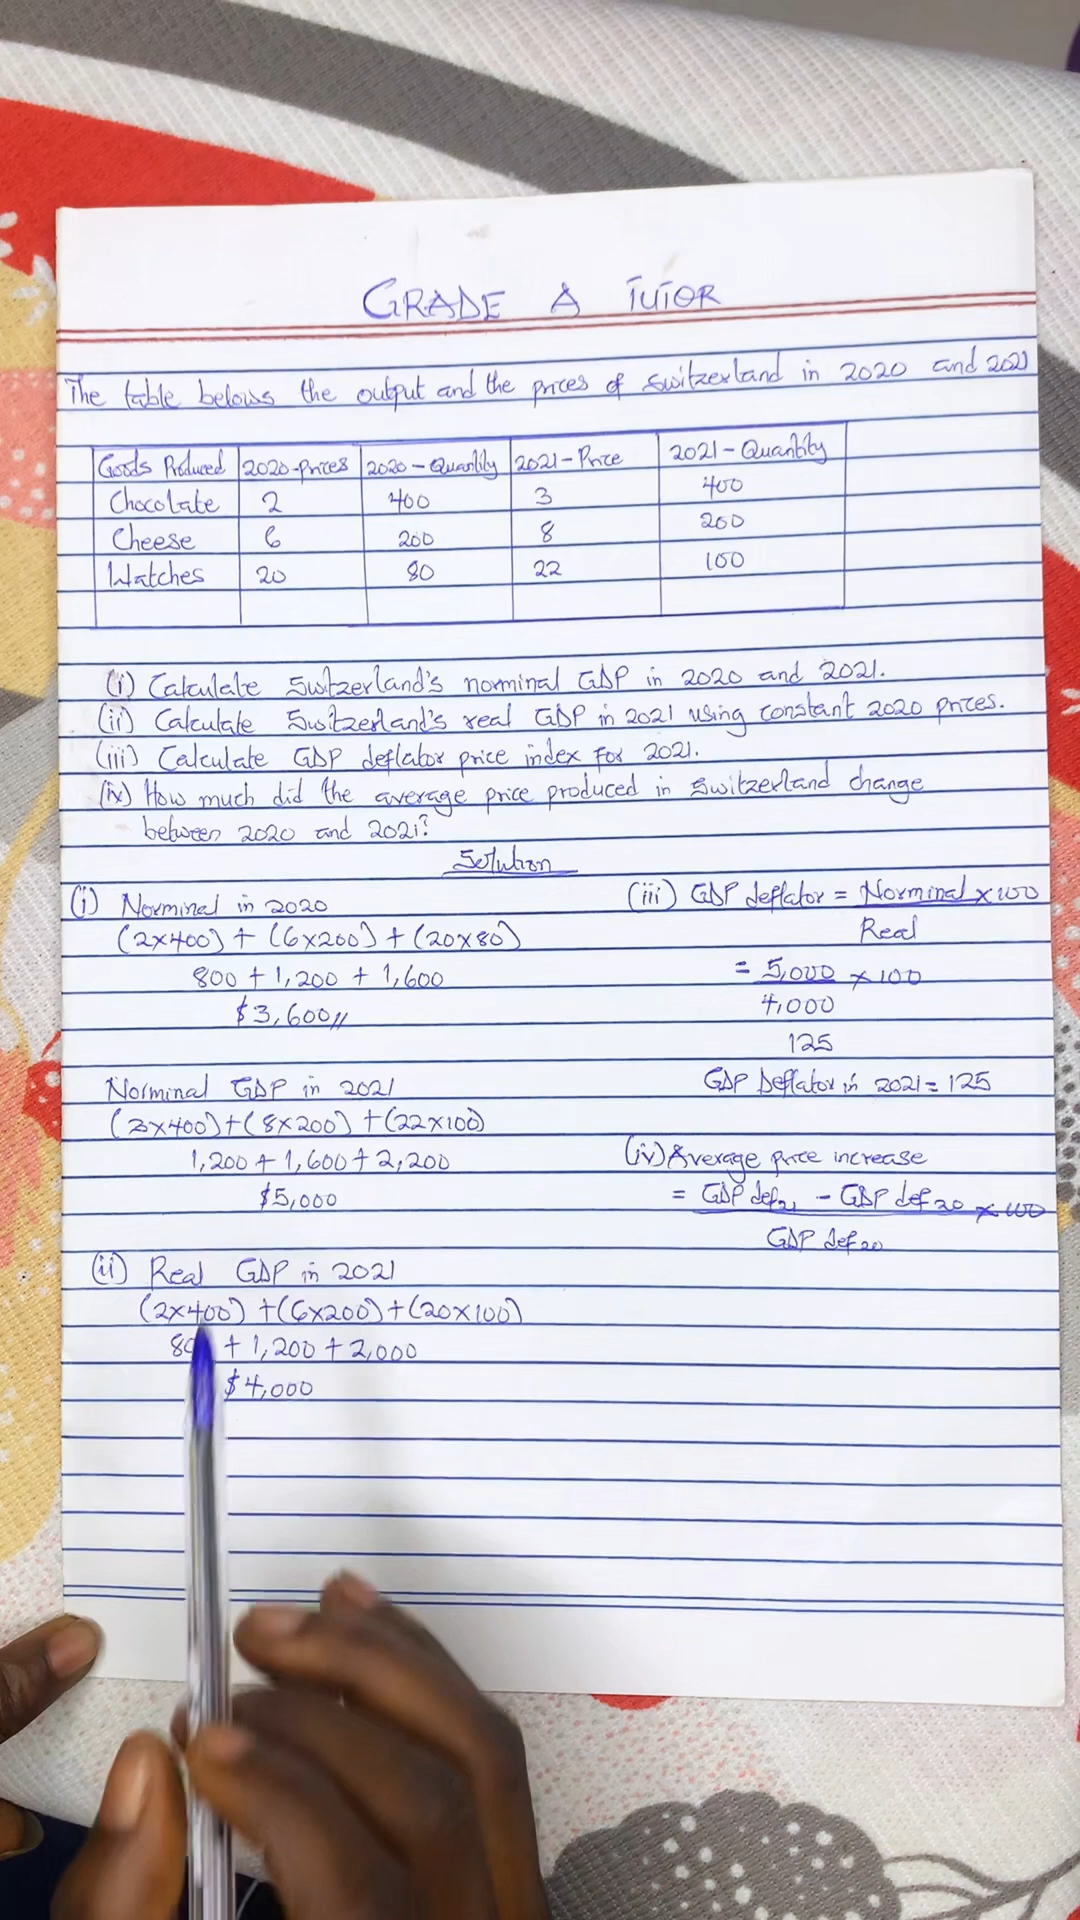 GRADE A TUTOR
The table belows the output and the prices of Switzerland in 2020 and 2021
Goods Produced 2020-prices 2020-Quantity 2021-Price 2021-Quantity
Chocolate 2 400 3 400
Cheese 6 200 8 200
Watches 20 80 22 100
(i) Calculate Switzerland's norminal GDP in 2020 and 2021.
(ii) Calculate Switzerland's real GDP in 2021 using constant 2020 prices.
(iii) Calculate GDP deflator price index for 2021.
(iv) How much did the average price produced in Switzerland change
between 2020 and 2021?
Solution
(i) Norminal in 2020
(2x400) + (6x200) + (20x80)
800 + 1,200 + 1,600
$3,600//
Norminal GDP in 2021
(3x400)+(8x200)+(22x100)
1,200 + 1,600 + 2,200
$5,000
(ii) Real GDP in 2021
(2x400) +(6x200)+(20x100)
+ 1,200 + 2,000
$4,000
(iii) GDP deflator = Norminal x100
Real
= 5,000 x100
4,000
125
GDP Deflator in 2021 = 125
(iv) Average price increase
= GDP def21 - GDP def20 x100
GDP def20